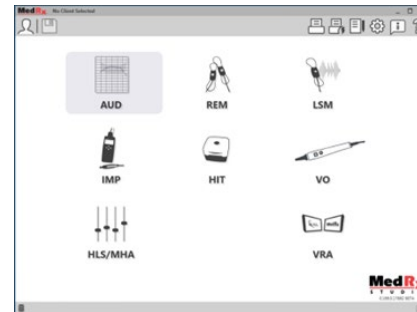 MedRx No Client Selected
AUD
REM
LSM
IMP
HIT
VO
HLS/MHA
VRA
MedRx
STUDIO